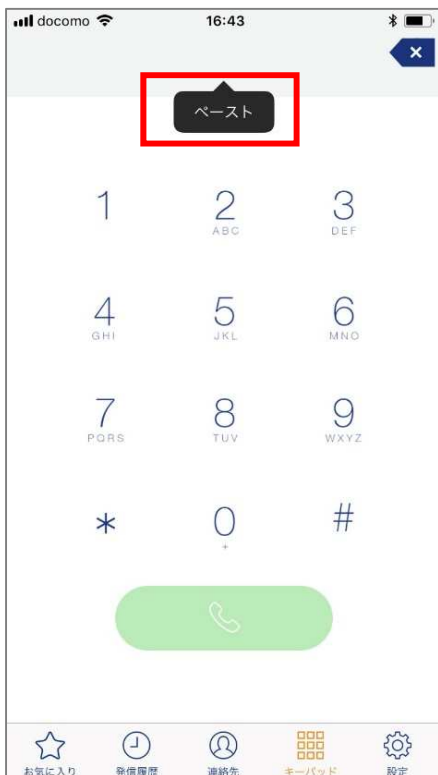 docomo 16:43
ペースト
1 2 3
ABC DEF
4 5 6
GHI JKL MNO
7 8 9
PQRS TUV WXYZ
* 0 #
+
お気に入り 発信履歴 連絡先 キーパッド 設定